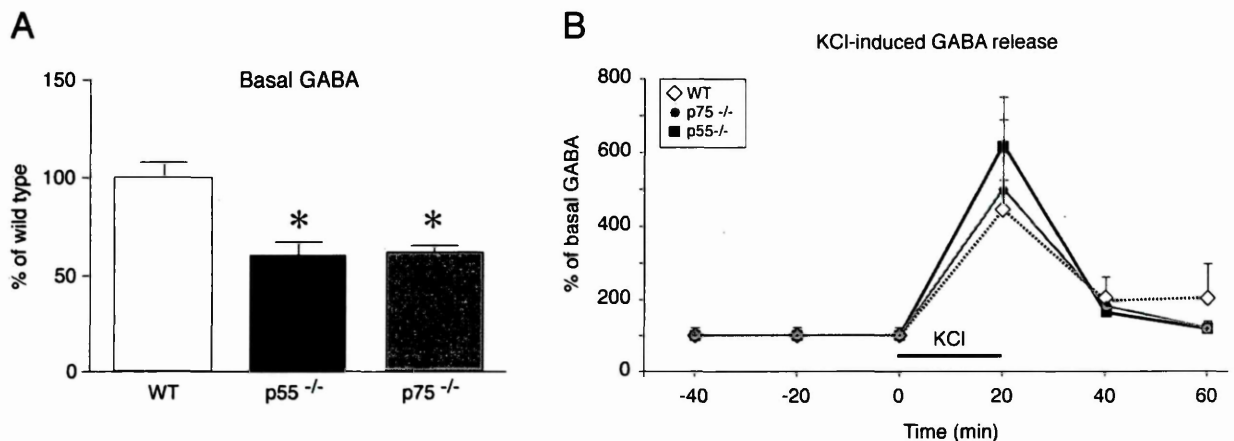 A
Basal GABA
150
100
50
0
% of wild type
*
*
WT
p55 -/-
p75 -/-
B
KCl-induced GABA release
800
600
400
200
0
% of basal GABA
WT
p75 -/-
p55-/-
KCl
-40
-20
0
20
40
60
Time (min)